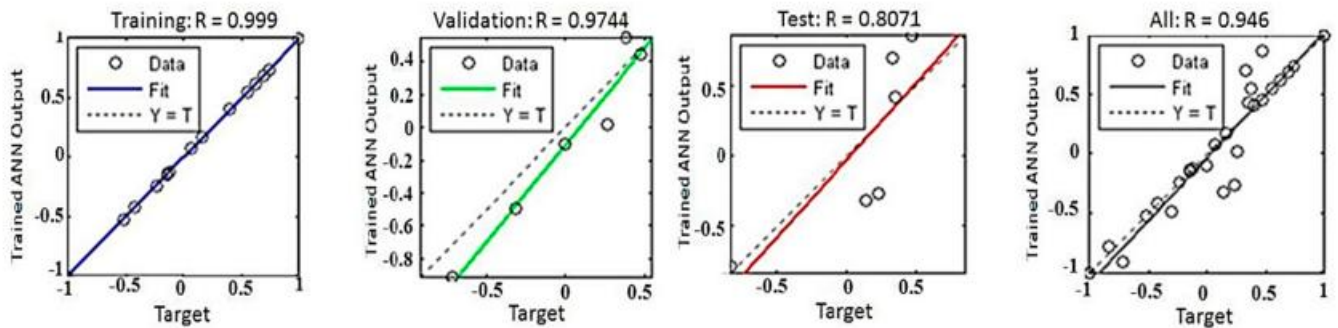 Training: R = 0.999
Trained ANN Output
1
0.5
0
-0.5
-1
Data
Fit
Y = T
-1
-0.5
0
0.5
1
Target
Validation: R = 0.9744
Trained ANN Output
0.4
0.2
0
-0.2
-0.4
-0.6
-0.8
Data
Fit
Y = T
-0.5
0
0.5
Target
Test: R = 0.8071
Trained ANN Output
0.5
0
-0.5
Data
Fit
Y = T
-0.5
0
0.5
Target
All: R = 0.946
Trained ANN Output
1
0.5
0
-0.5
-1
Data
Fit
Y = T
-1
-0.5
0
0.5
1
Target